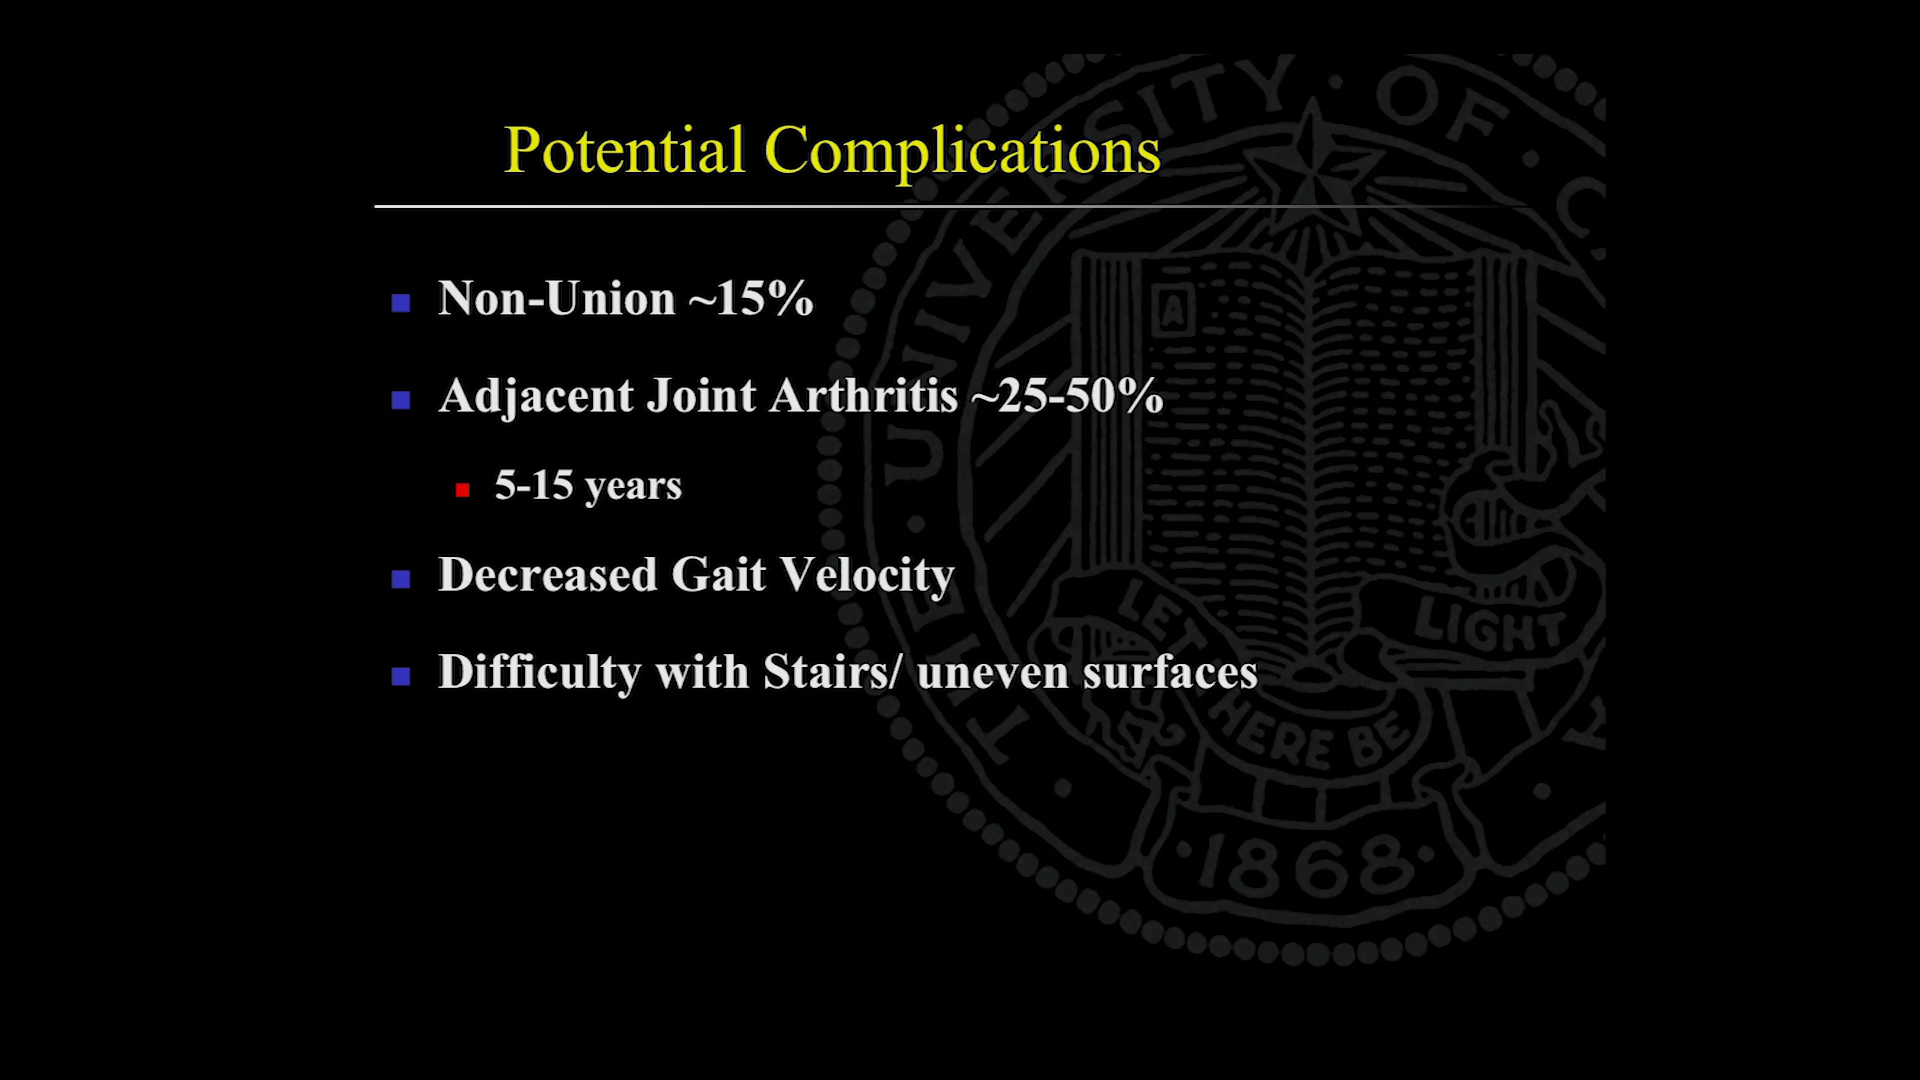 Potential Complications
Non-Union ~15%
Adjacent Joint Arthritis ~25-50%
5-15 years
Decreased Gait Velocity
Difficulty with Stairs/ uneven surfaces
THE · UNIVERSITY · OF · C
A
LET THERE BE LIGHT
·1868·